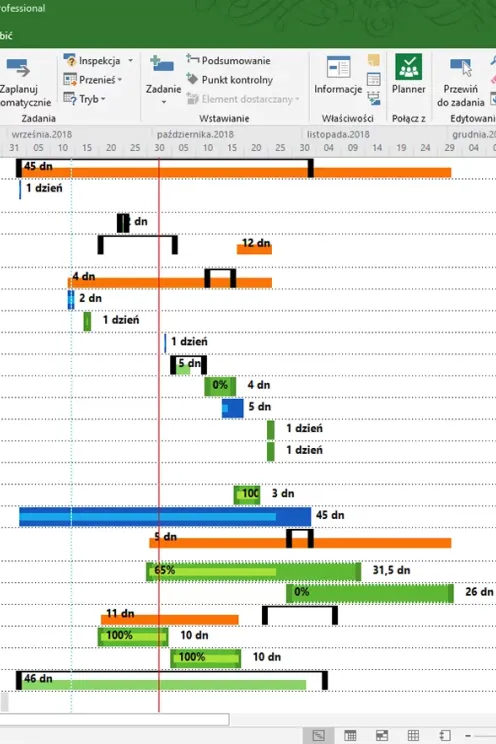 rofessional
bić
Zaplanuj
omatycznie
Inspekcja
Przenieś
Tryb
Zadania
Zadanie
Podsumowanie
Punkt kontrolny
Element dostarczany
Wstawianie
Informacje
Właściwości
Planner
Połącz z
Przewiń
do zadania
Edytowani
września.2018 października.2018 listopada.2018 grudnia.20
31 05 10 15 20 25 30 05 10 15 20 25 30 04 09 14 19 24 29 04 0
45 dn
1 dzień
dn
12 dn
4 dn
2 dn
1 dzień
1 dzień
5 dn
0% 4 dn
5 dn
1 dzień
1 dzień
100 3 dn
45 dn
5 dn
65% 31,5 dn
0% 26 dn
11 dn
100% 10 dn
100% 10 dn
46 dn